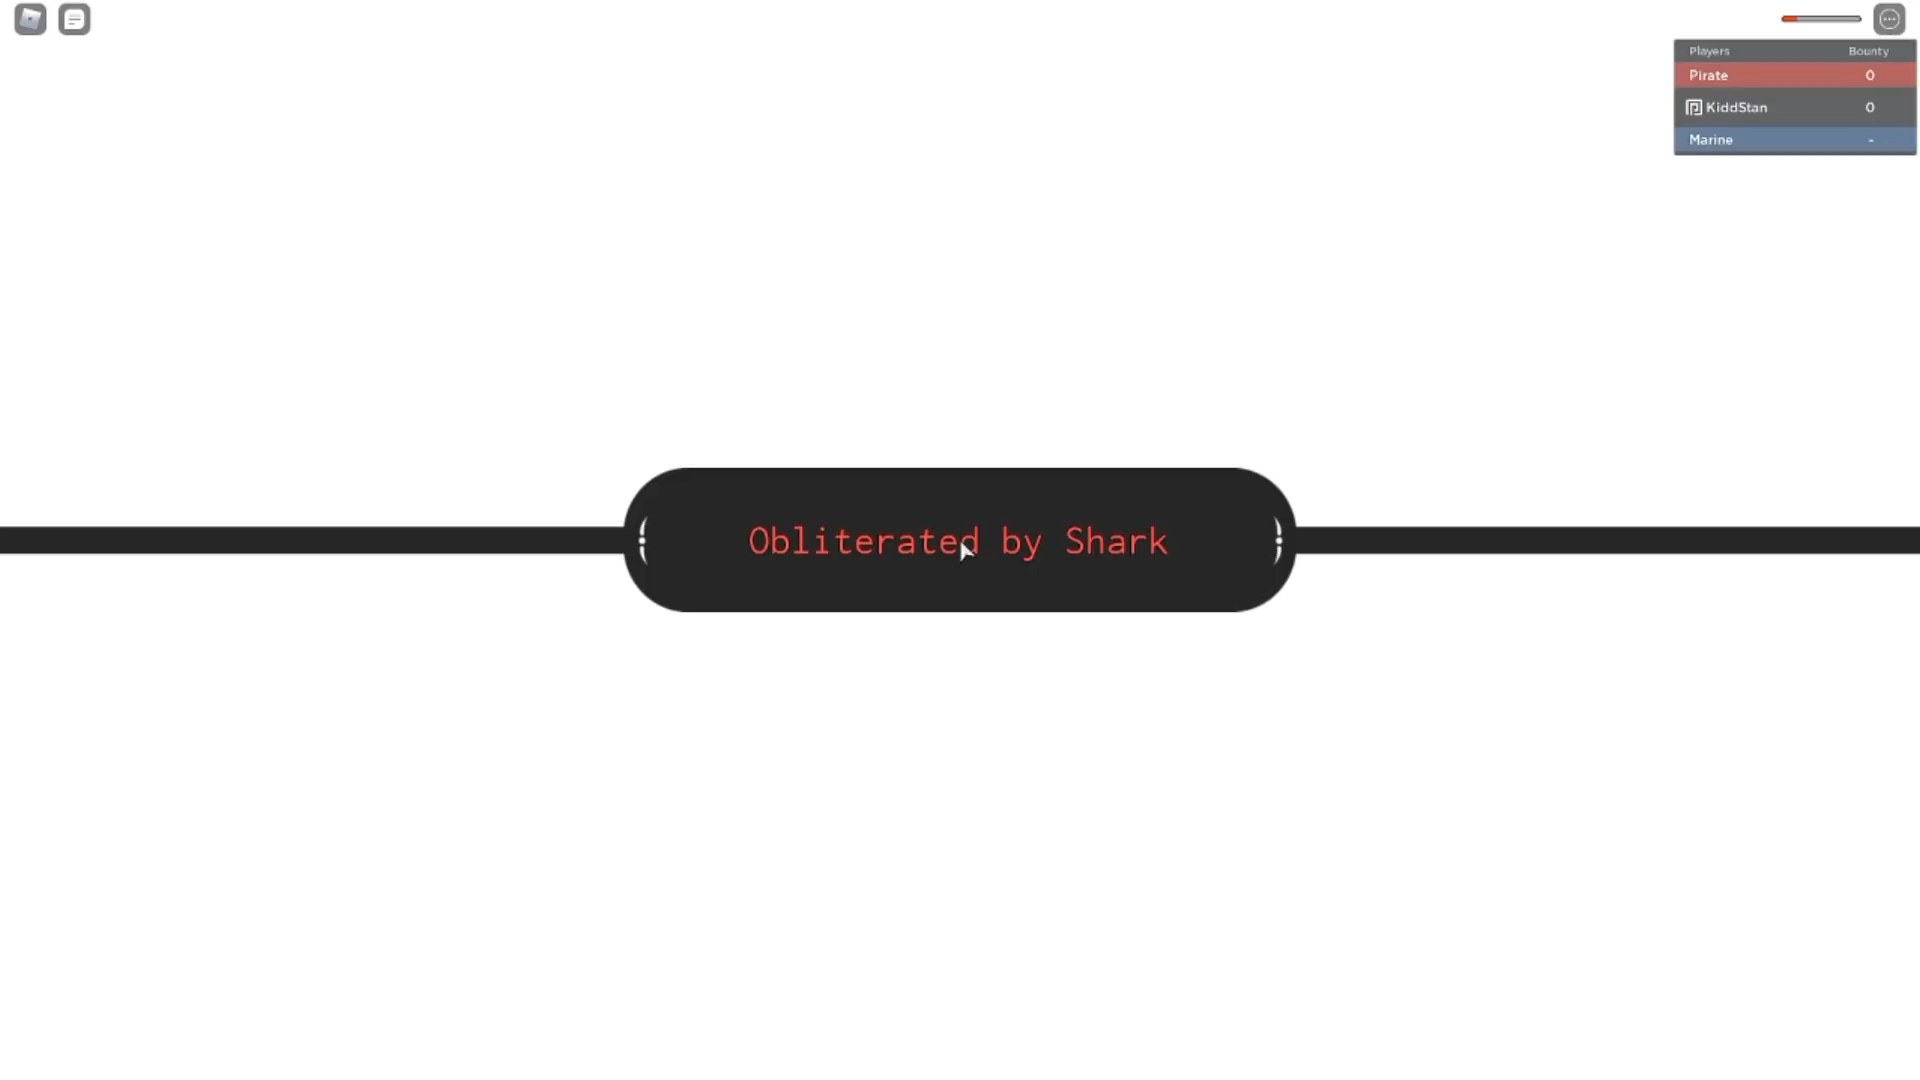 Players Bounty
Pirate 0
KiddStan 0
Marine -
Obliterated by Shark